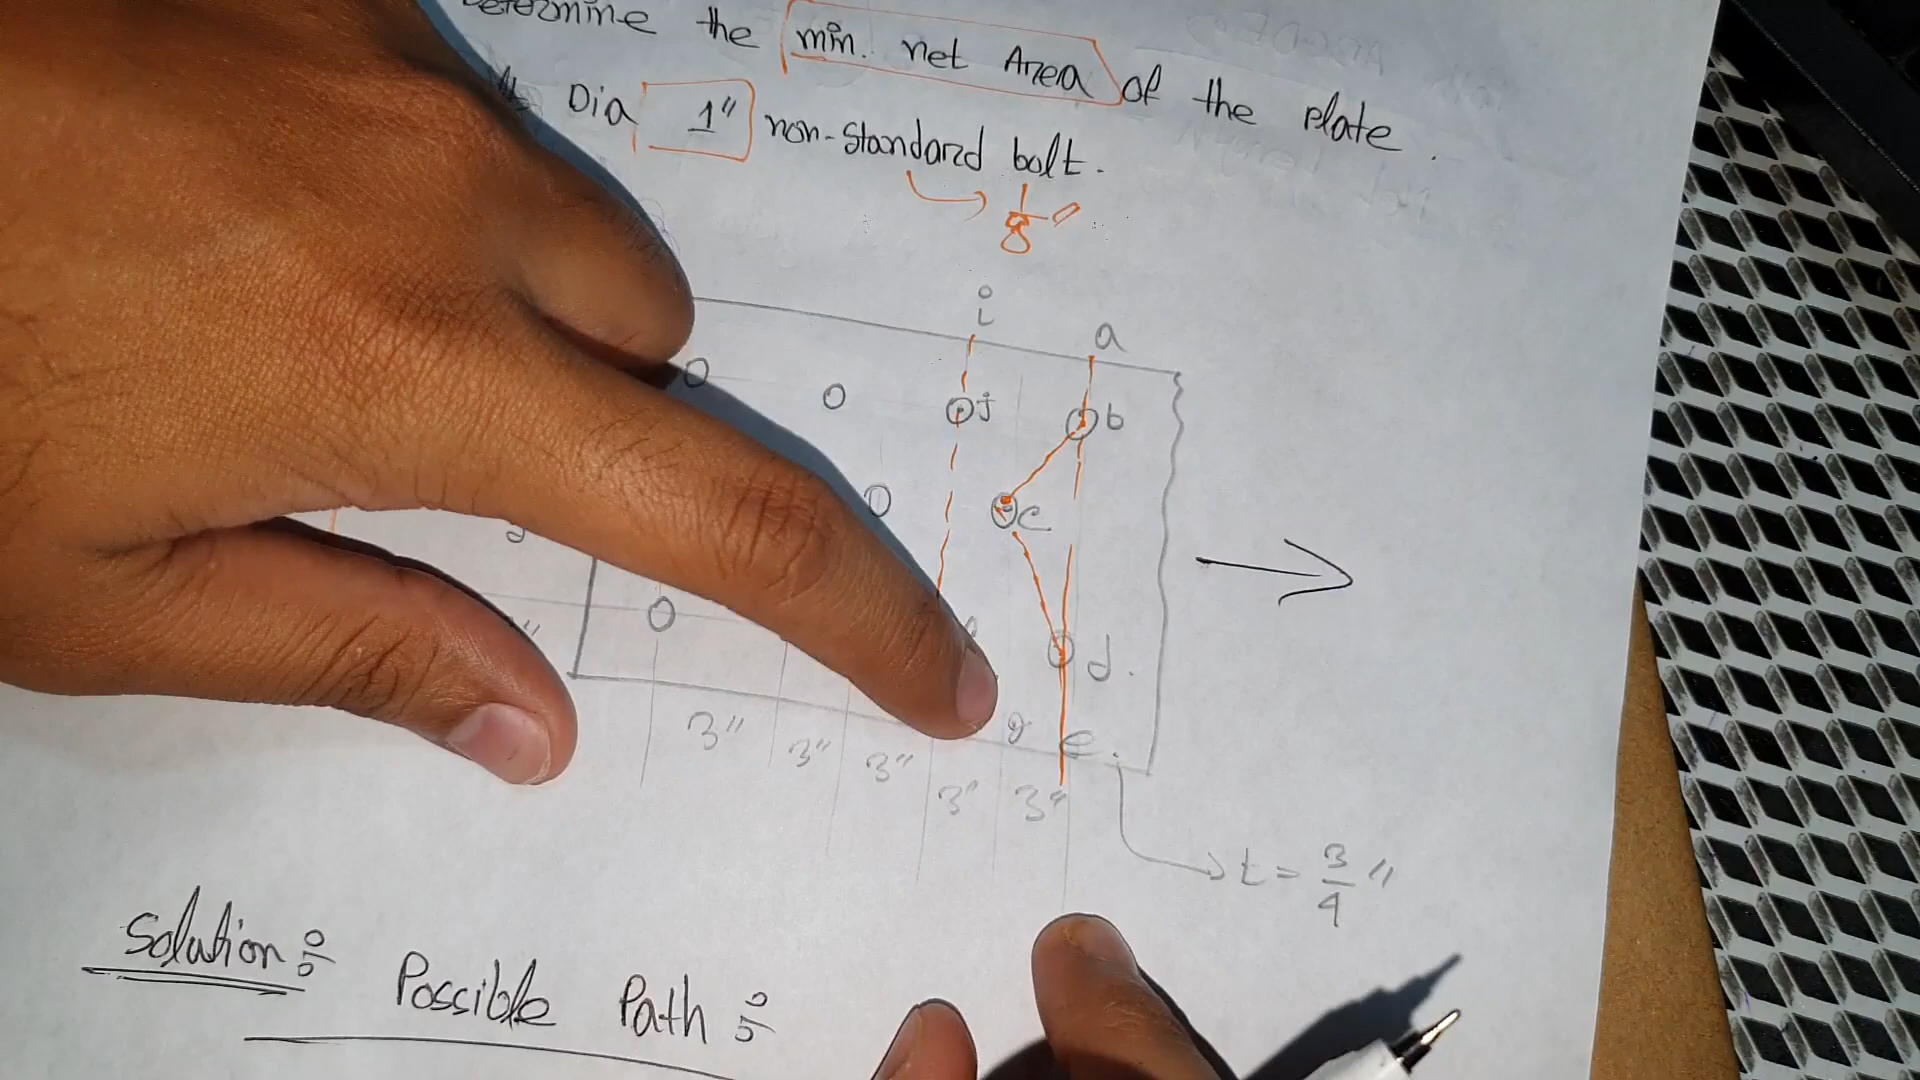 Determine the min. net Area of the plate.
Dia 1" non-standard bolt.
1/8"
i
a
j
b
c
d.
g e.
3" 3" 3" 3" 3"
t = 3/4"
Solution:
Possible Path: